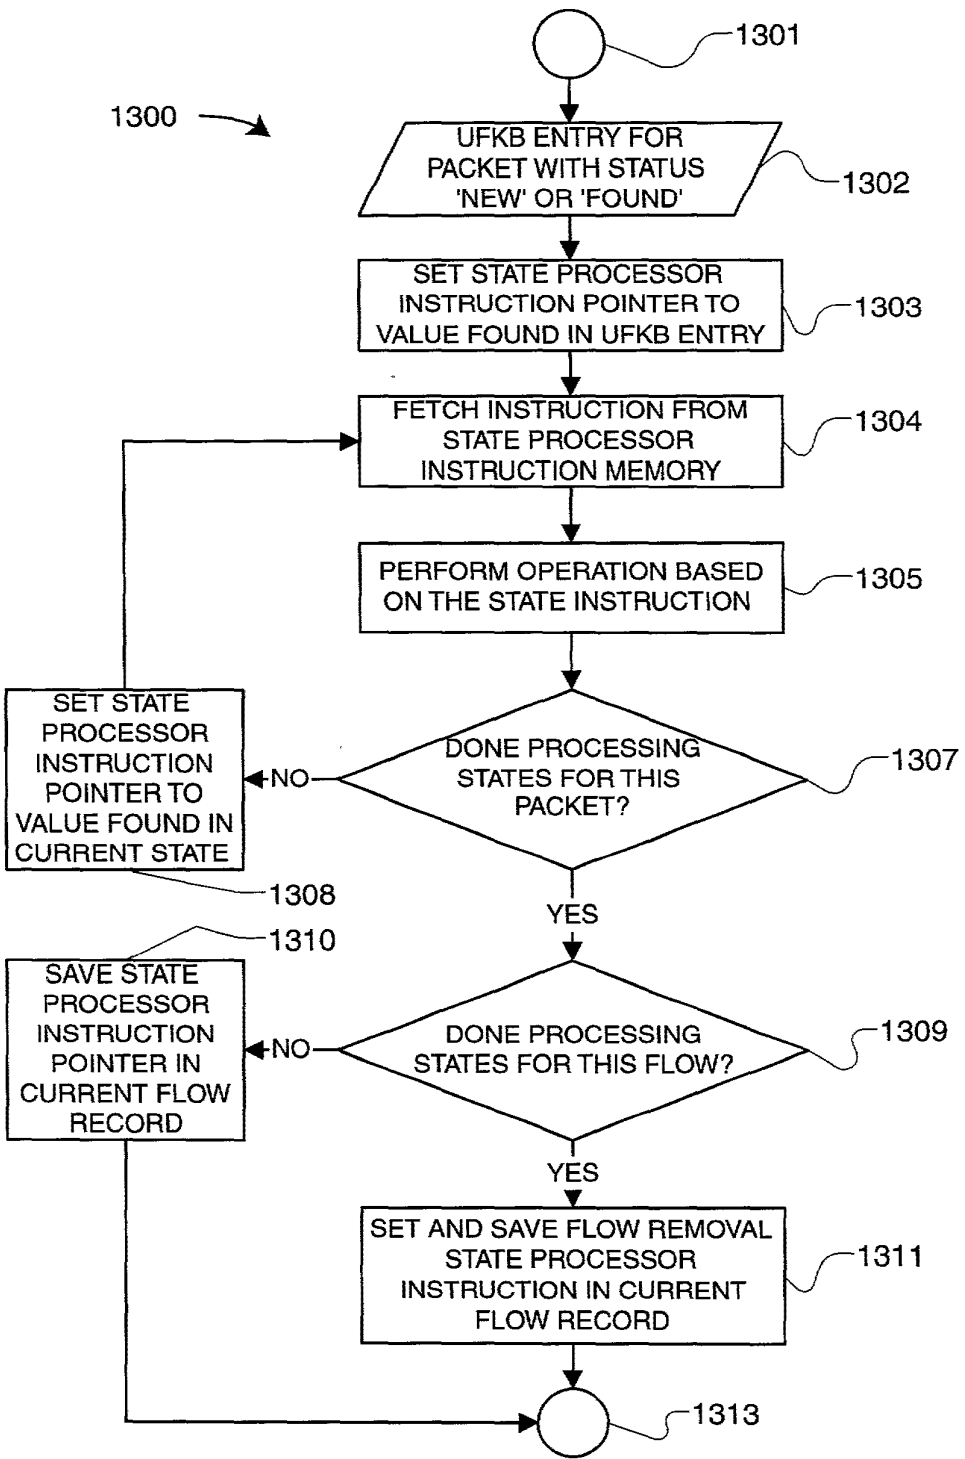 1301
1300
UFKB ENTRY FOR
PACKET WITH STATUS
'NEW' OR 'FOUND'
1302
SET STATE PROCESSOR
INSTRUCTION POINTER TO
VALUE FOUND IN UFKB ENTRY
1303
FETCH INSTRUCTION FROM
STATE PROCESSOR
INSTRUCTION MEMORY
1304
PERFORM OPERATION BASED
ON THE STATE INSTRUCTION
1305
SET STATE
PROCESSOR
INSTRUCTION
POINTER TO
VALUE FOUND IN
CURRENT STATE
1308
NO
DONE PROCESSING
STATES FOR THIS
PACKET?
1307
YES
1310
SAVE STATE
PROCESSOR
INSTRUCTION
POINTER IN
CURRENT FLOW
RECORD
NO
DONE PROCESSING
STATES FOR THIS FLOW?
1309
YES
SET AND SAVE FLOW REMOVAL
STATE PROCESSOR
INSTRUCTION IN CURRENT
FLOW RECORD
1311
1313